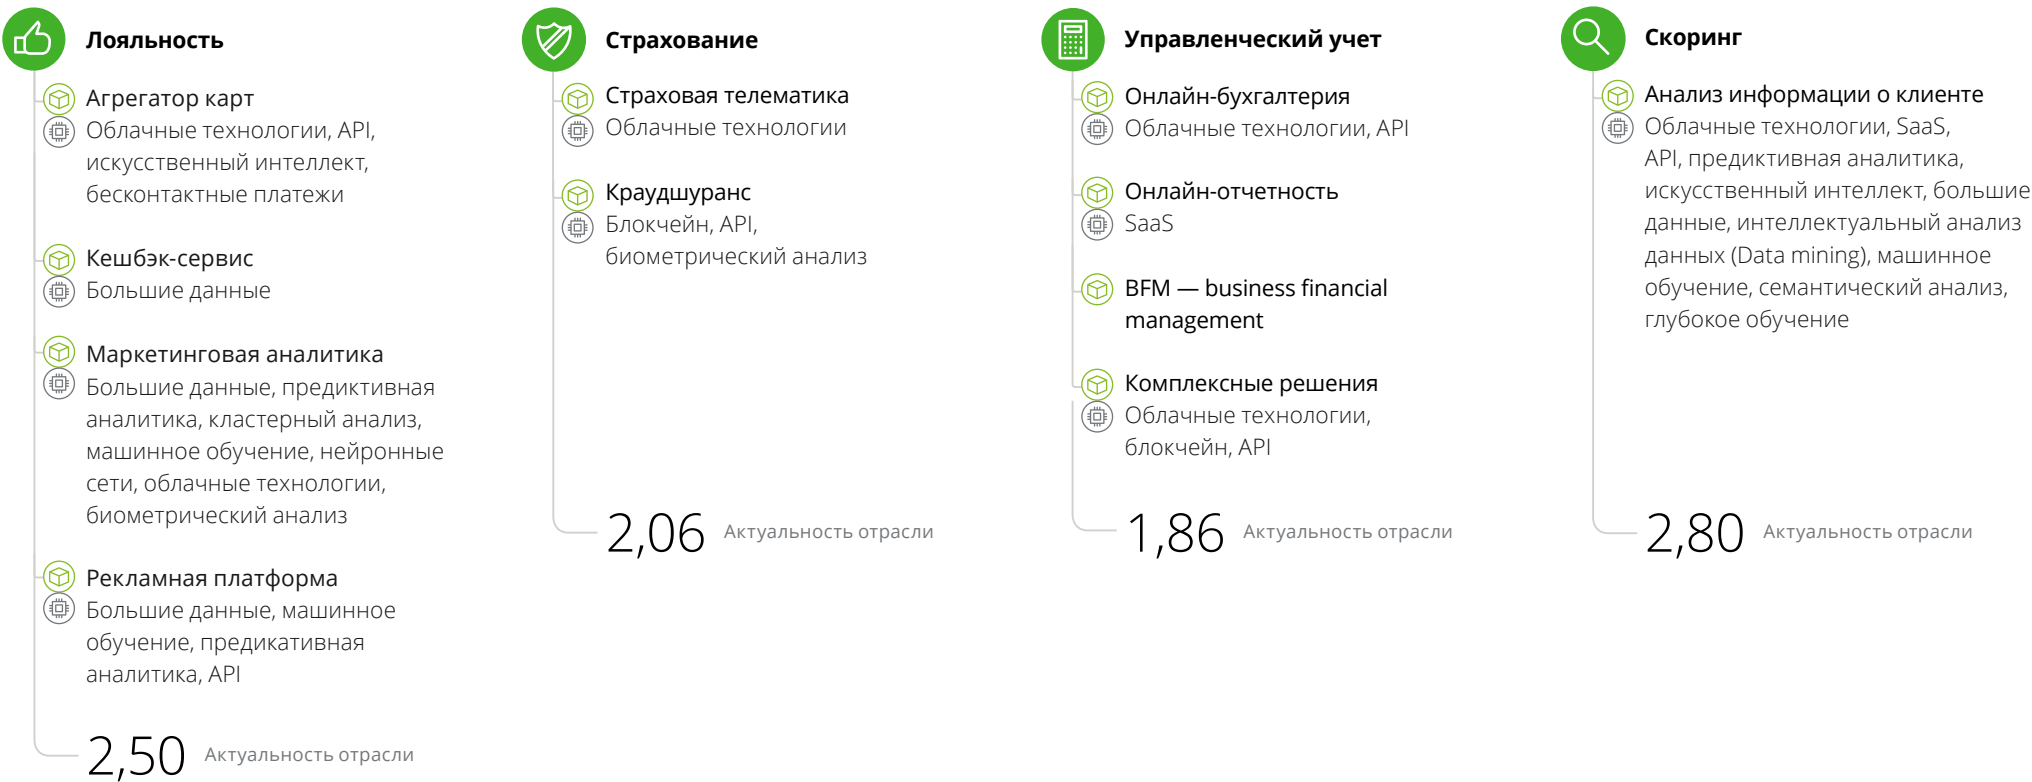 Лояльность
Агрегатор карт
Облачные технологии, API,
искусственный интеллект,
бесконтактные платежи
Кешбэк-сервис
Большие данные
Маркетинговая аналитика
Большие данные, предиктивная
аналитика, кластерный анализ,
машинное обучение, нейронные
сети, облачные технологии,
биометрический анализ
Рекламная платформа
Большие данные, машинное
обучение, предикативная
аналитика, API
2,50 Актуальность отрасли
Страхование
Страховая телематика
Облачные технологии
Краудшуранс
Блокчейн, API,
биометрический анализ
2,06 Актуальность отрасли
Управленческий учет
Онлайн-бухгалтерия
Облачные технологии, API
Онлайн-отчетность
SaaS
BFM — business financial
management
Комплексные решения
Облачные технологии,
блокчейн, API
1,86 Актуальность отрасли
Скоринг
Анализ информации о клиенте
Облачные технологии, SaaS,
API, предиктивная аналитика,
искусственный интеллект, большие
данные, интеллектуальный анализ
данных (Data mining), машинное
обучение, семантический анализ,
глубокое обучение
2,80 Актуальность отрасли